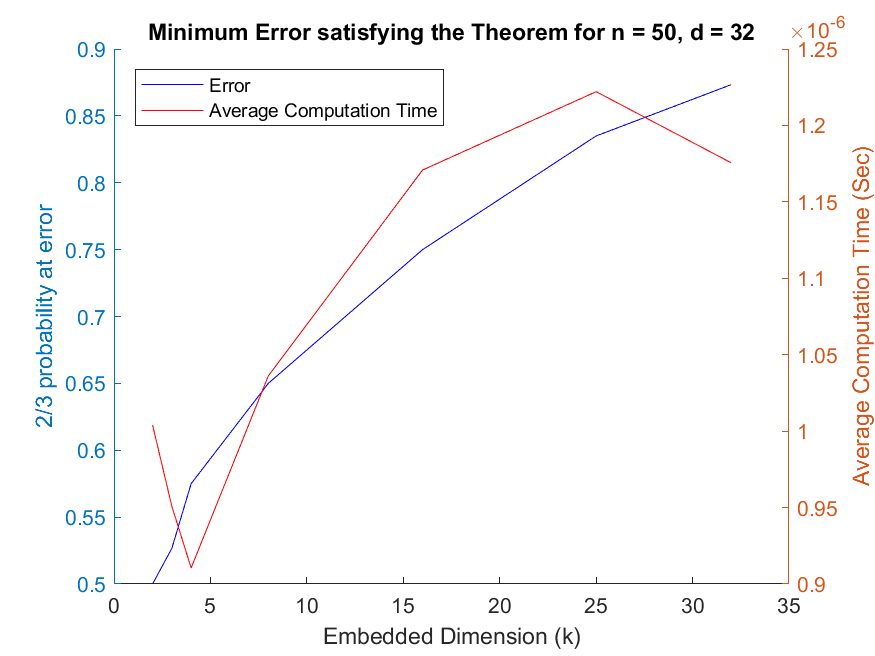 Minimum Error satisfying the Theorem for n = 50, d = 32
×10-6
Error
Average Computation Time
2/3 probability at error
0.9
0.85
0.8
0.75
0.7
0.65
0.6
0.55
0.5
1.25
1.2
1.15
1.1
1.05
1
0.95
0.9
Average Computation Time (Sec)
0 5 10 15 20 25 30 35
Embedded Dimension (k)